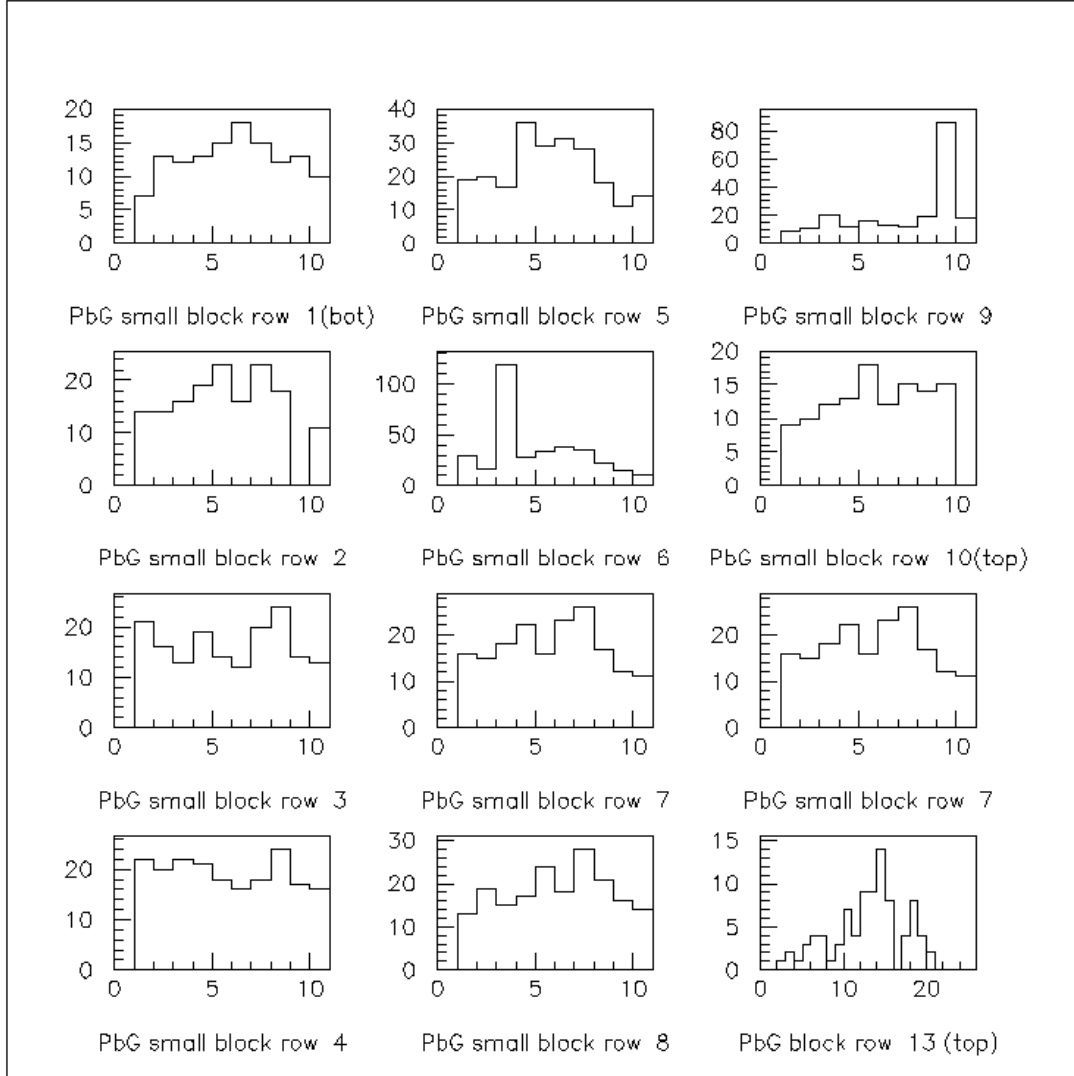 20
15
10
5
0
0 5 10
PbG small block row 1(bot)
40
30
20
10
0
0 5 10
PbG small block row 5
80
60
40
20
0
0 5 10
PbG small block row 9
20
10
0
0 5 10
PbG small block row 2
100
50
0
0 5 10
PbG small block row 6
20
15
10
5
0
0 5 10
PbG small block row 10(top)
20
10
0
0 5 10
PbG small block row 3
20
10
0
0 5 10
PbG small block row 7
20
10
0
0 5 10
PbG small block row 7
20
10
0
0 5 10
PbG small block row 4
30
20
10
0
0 5 10
PbG small block row 8
15
10
5
0
0 10 20
PbG block row 13 (top)